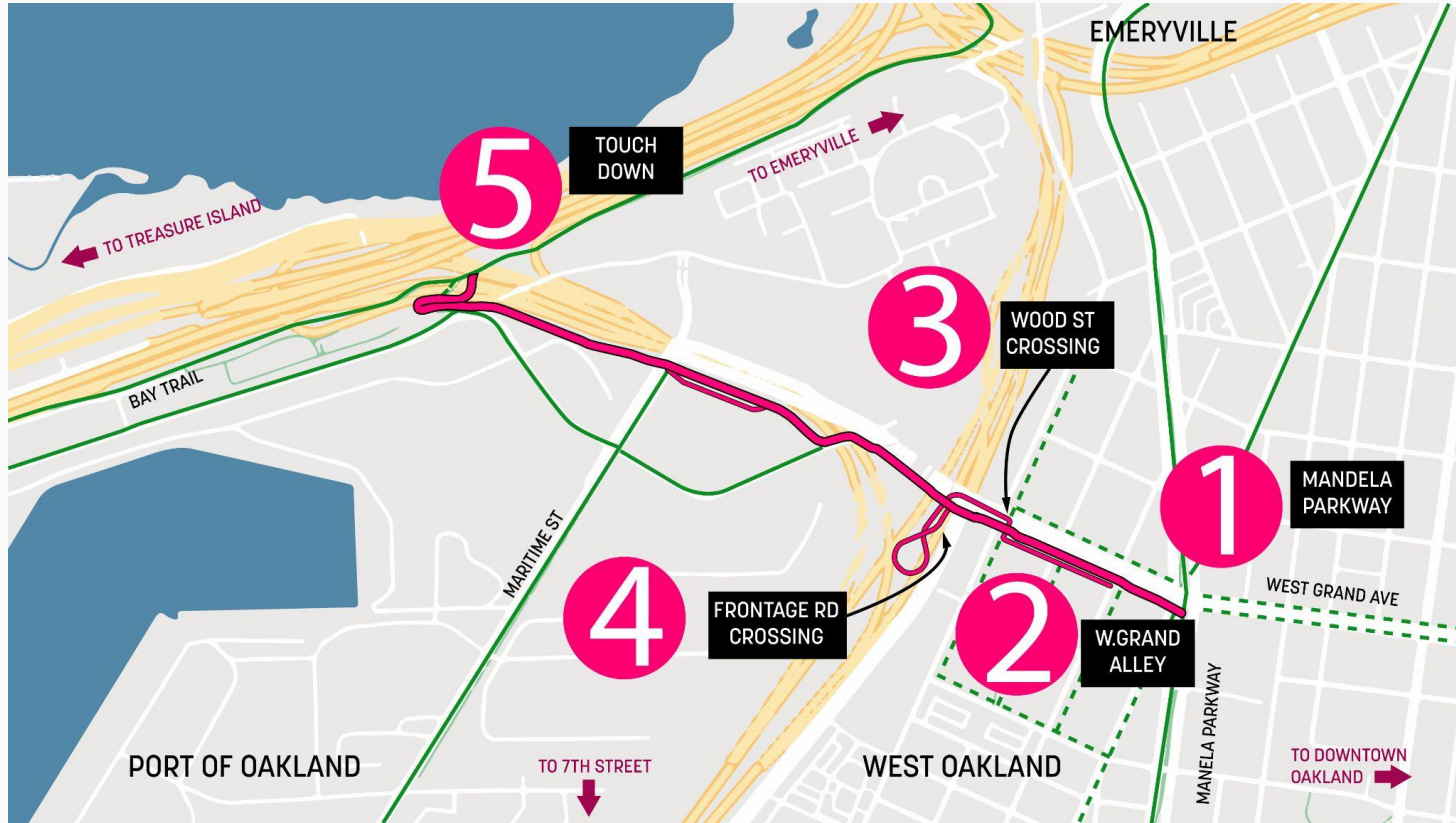 EMERYVILLE
5
TOUCH
DOWN
TO EMERYVILLE
TO TREASURE ISLAND
3
WOOD ST
CROSSING
BAY TRAIL
1
MANDELA
PARKWAY
MARITIME ST
4
FRONTAGE RD
CROSSING
2
W.GRAND
ALLEY
WEST GRAND AVE
MANELA PARKWAY
PORT OF OAKLAND
TO 7TH STREET
WEST OAKLAND
TO DOWNTOWN
OAKLAND